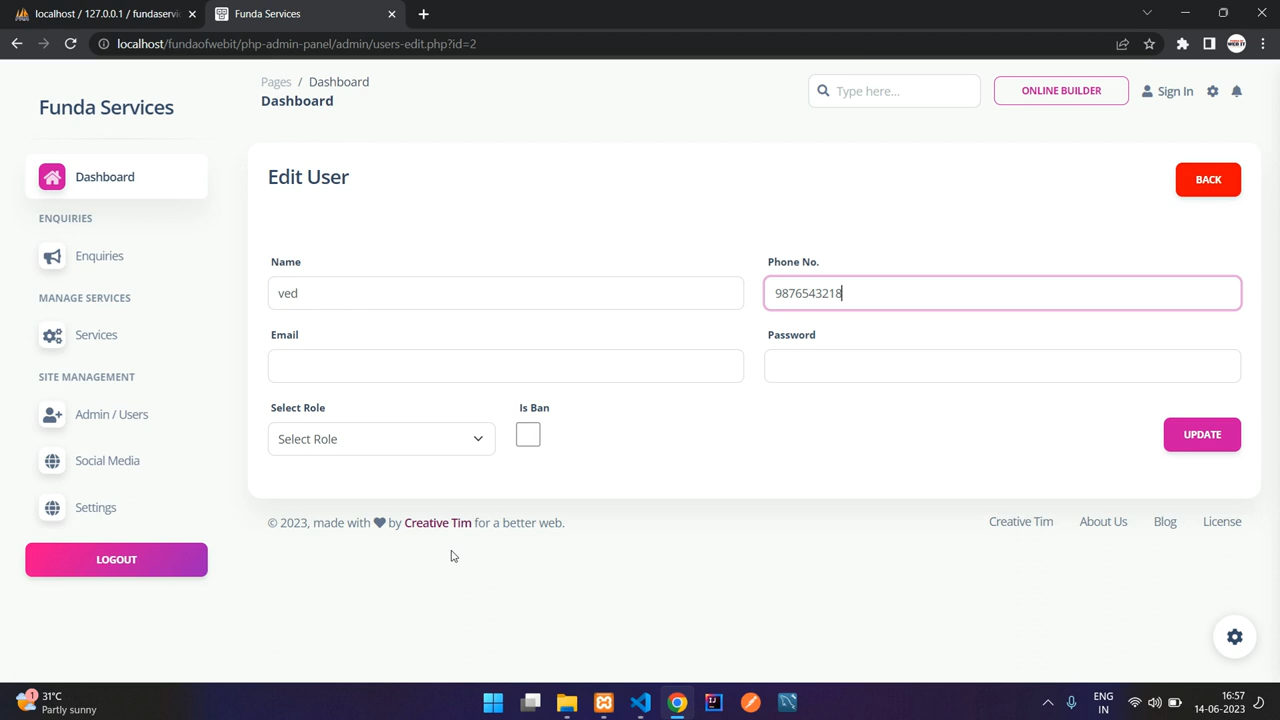 localhost / 127.0.0.1 / fundaservi
Funda Services
localhost/fundaofwebit/php-admin-panel/admin/users-edit.php?id=2
Funda Services
Pages / Dashboard
Dashboard
Type here...
ONLINE BUILDER
Sign In
Dashboard
ENQUIRIES
Enquiries
MANAGE SERVICES
Services
SITE MANAGEMENT
Admin / Users
Social Media
Settings
LOGOUT
Edit User
BACK
Name
Phone No.
ved
9876543218
Email
Password
Select Role
Is Ban
Select Role
UPDATE
© 2023, made with by Creative Tim for a better web.
Creative Tim
About Us
Blog
License
1
31°C
Partly sunny
ENG
IN
16:57
14-06-2023